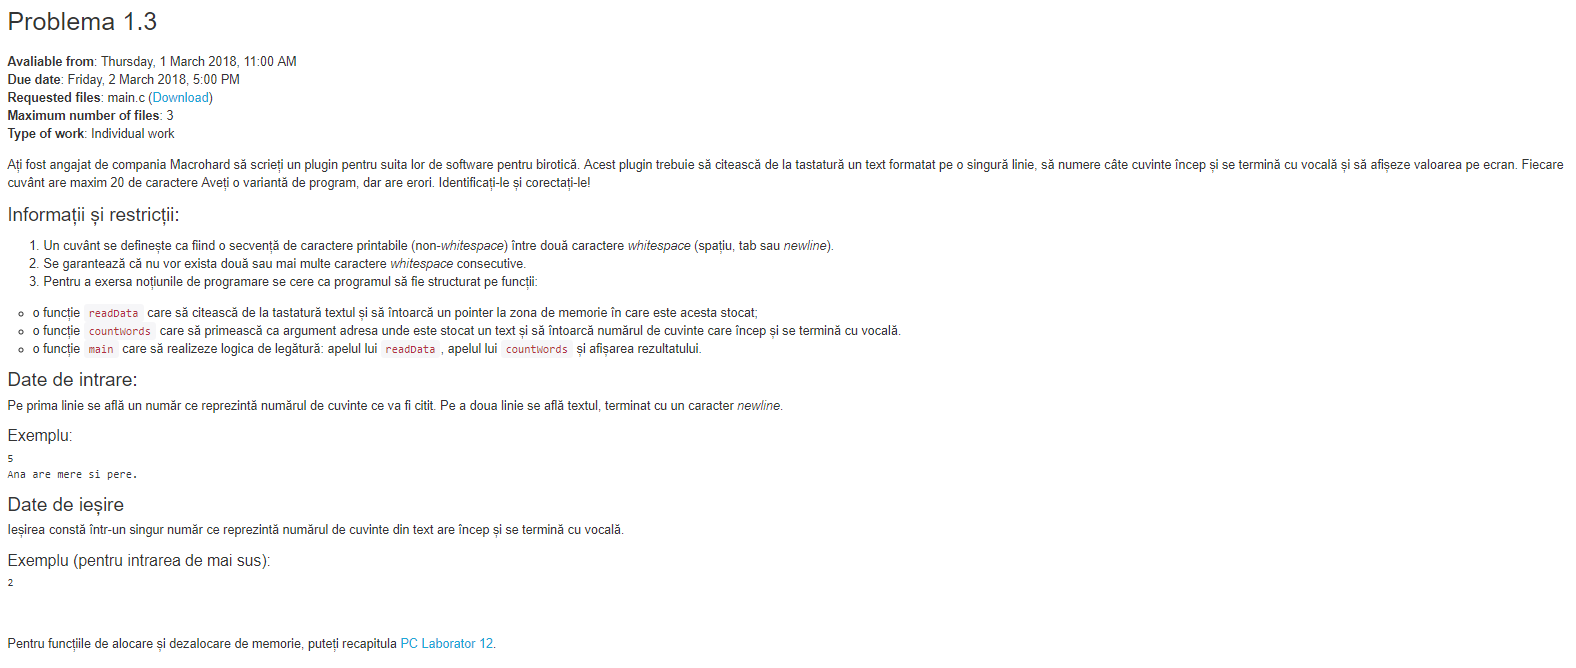 Problema 1.3
Avaliable from: Thursday, 1 March 2018, 11:00 AM
Due date: Friday, 2 March 2018, 5:00 PM
Requested files: main.c (Download)
Maximum number of files: 3
Type of work: Individual work
Ați fost angajat de compania Macrohard să scrieți un plugin pentru suita lor de software pentru birotică. Acest plugin trebuie să citească de la tastatură un text formatat pe o singură linie, să numere câte cuvinte încep și se termină cu vocală și să afișeze valoarea pe ecran. Fiecare
cuvânt are maxim 20 de caractere Aveți o variantă de program, dar are erori. Identificați-le și corectați-le!
Informații și restricții:
1. Un cuvânt se definește ca fiind o secvență de caractere printabile (non-whitespace) între două caractere whitespace (spațiu, tab sau newline).
2. Se garantează că nu vor exista două sau mai multe caractere whitespace consecutive.
3. Pentru a exersa noțiunile de programare se cere ca programul să fie structurat pe funcții:
o funcție readData care să citească de la tastatură textul și să întoarcă un pointer la zona de memorie în care este acesta stocat;
o funcție countWords care să primească ca argument adresa unde este stocat un text și să întoarcă numărul de cuvinte care încep și se termină cu vocală.
o funcție main care să realizeze logica de legătură: apelul lui readData, apelul lui countWords și afișarea rezultatului.
Date de intrare:
Pe prima linie se află un număr ce reprezintă numărul de cuvinte ce va fi citit. Pe a doua linie se află textul, terminat cu un caracter newline.
Exemplu:
5
Ana are mere si pere.
Date de ieșire
Ieșirea constă într-un singur număr ce reprezintă numărul de cuvinte din text are încep și se termină cu vocală.
Exemplu (pentru intrarea de mai sus):
2
Pentru funcțiile de alocare și dezalocare de memorie, puteți recapitula PC Laborator 12.